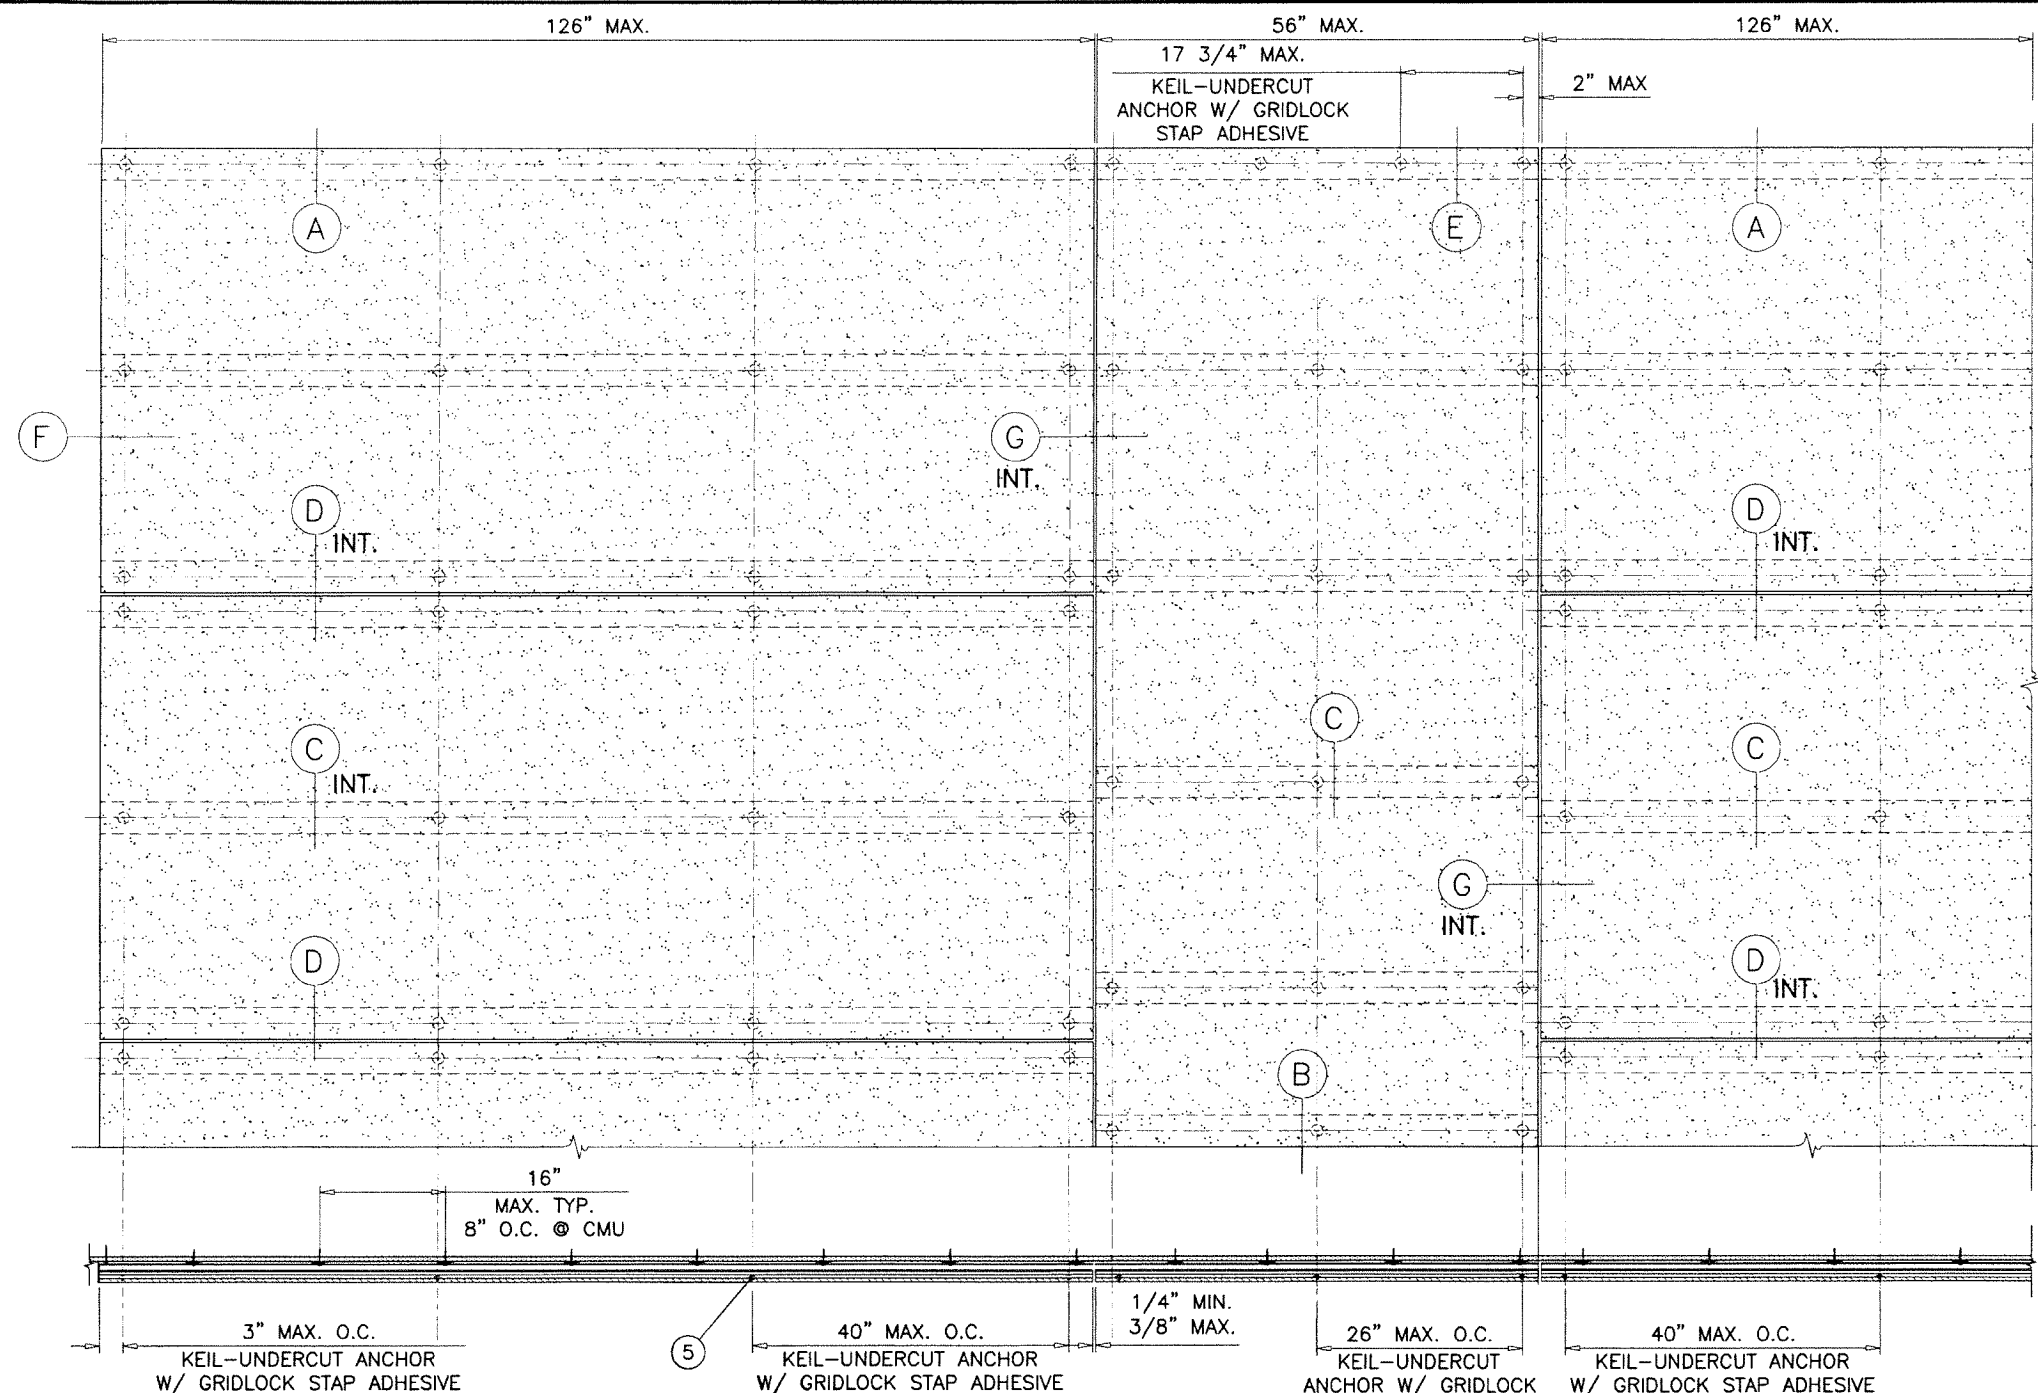 126" MAX.
56" MAX.
126" MAX.
17 3/4" MAX.
KEIL-UNDERCUT
ANCHOR W/ GRIDLOCK
STAP ADHESIVE
2" MAX
A
E
A
F
G
INT.
D
INT.
D
INT.
C
INT.
C
C
G
INT.
D
D
INT.
B
16"
MAX. TYP.
8" O.C. @ CMU
3" MAX. O.C.
KEIL-UNDERCUT ANCHOR
W/ GRIDLOCK STAP ADHESIVE
5
40" MAX. O.C.
KEIL-UNDERCUT ANCHOR
W/ GRIDLOCK STAP ADHESIVE
1/4" MIN.
3/8" MAX.
26" MAX. O.C.
KEIL-UNDERCUT
ANCHOR W/ GRIDLOCK
40" MAX. O.C.
KEIL-UNDERCUT ANCHOR
W/ GRIDLOCK STAP ADHESIVE